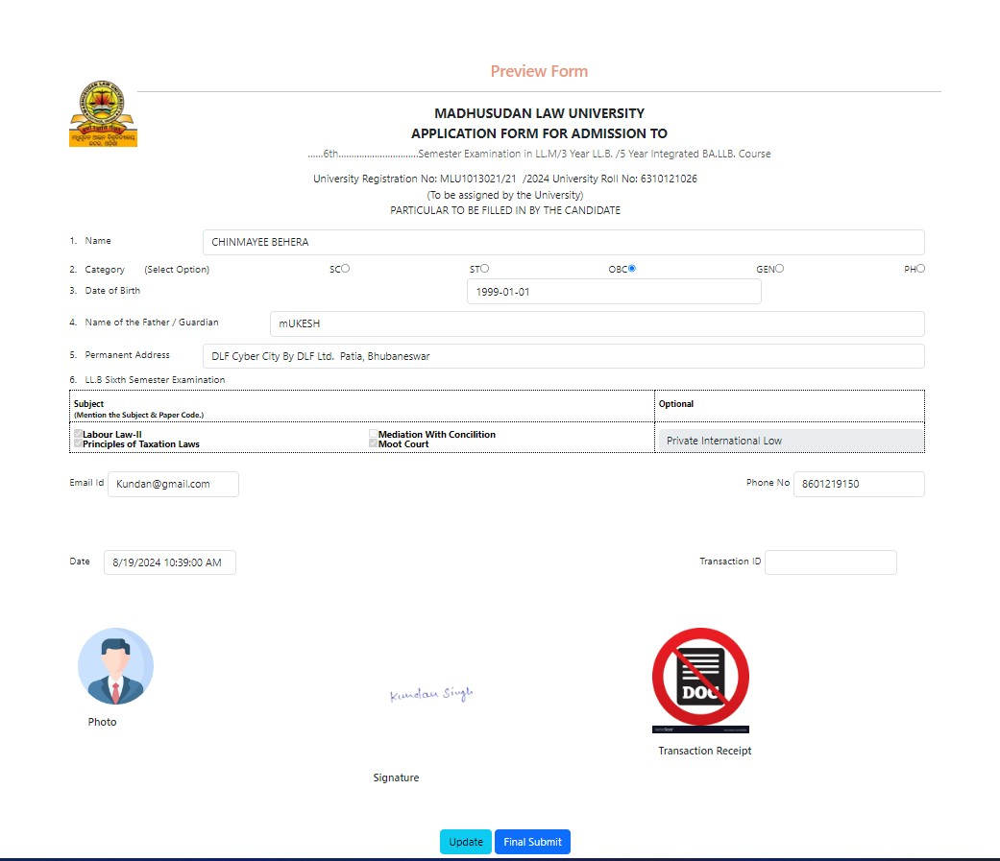 Preview Form
MADHUSUDAN LAW UNIVERSITY
APPLICATION FORM FOR ADMISSION TO
......6th..............................Semester Examination in LL.M/3 Year LL.B. /5 Year Integrated BA.LLB. Course
University Registration No: MLU1013021/21 /2024 University Roll No: 6310121026
(To be assigned by the University)
PARTICULAR TO BE FILLED IN BY THE CANDIDATE
1. Name CHINMAYEE BEHERA
2. Category (Select Option) SC ST OBC GEN PH
3. Date of Birth 1999-01-01
4. Name of the Father / Guardian mUKESH
5. Permanent Address DLF Cyber City By DLF Ltd. Patia, Bhubaneswar
6. LL.B Sixth Semester Examination
Subject Optional
(Mention the Subject & Paper Code.)
Labour Law-II Mediation With Concilition
Principles of Taxation Laws Moot Court Private International Low
Email Id Kundan@gmail.com Phone No 8601219150
Date 8/19/2024 10:39:00 AM Transaction ID
Kundan Singh
DOC
Photo
Transaction Receipt
Signature
Update Final Submit